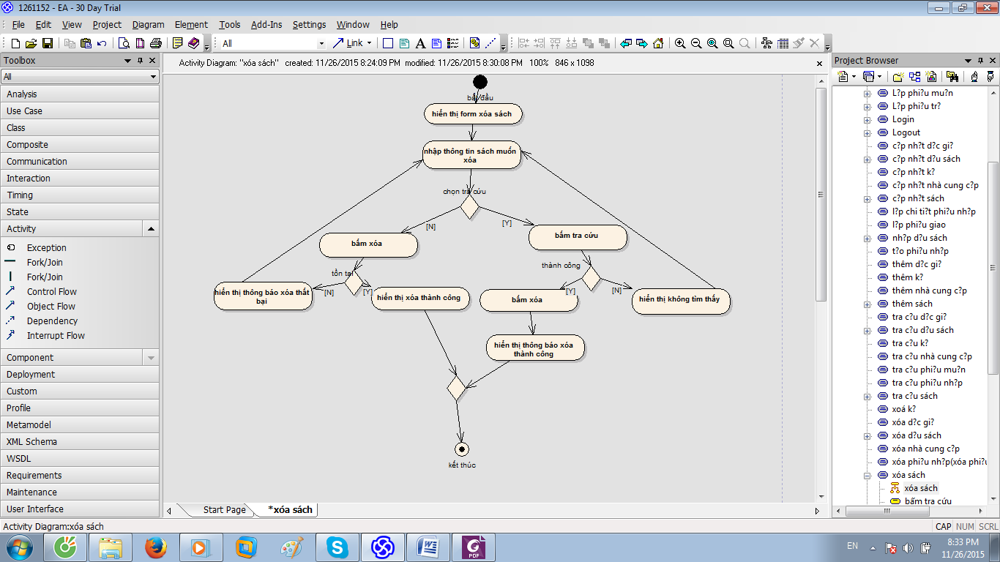 1261152 - EA - 30 Day Trial
File Edit View Project Diagram Element Tools Add-Ins Settings Window Help
All Link
Toolbox
All
Analysis
Use Case
Class
Composite
Communication
Interaction
Timing
State
Activity
Exception
Fork/Join
Fork/Join
Control Flow
Object Flow
Dependency
Interrupt Flow
Component
Deployment
Custom
Profile
Metamodel
XML Schema
WSDL
Requirements
Maintenance
User Interface
Activity Diagram: "xóa sách" created: 11/26/2015 8:24:09 PM modified: 11/26/2015 8:30:08 PM 100% 846 x 1098
bắt đầu
hiển thị form xóa sách
nhập thông tin sách muốn
xóa
chọn tra cứu
[N]
[Y]
bấm xóa
bấm tra cứu
tồn tại
thành công
[N]
[Y]
[Y]
[N]
hiển thị thông báo xóa thất
bại
hiển thị xóa thành công
bấm xóa
hiển thị không tìm thấy
hiển thị thông báo xóa
thành công
kết thúc
Start Page
*xóa sách
Project Browser
L?p phi?u mu?n
L?p phi?u tr?
Login
Logout
c?p nh?t d?c gi?
c?p nh?t d?u sách
c?p nh?t k?
c?p nh?t nhà cung c?p
c?p nh?t sách
l?p chi ti?t phi?u nh?p
l?p phi?u giao
nh?p d?u sách
t?o phi?u nh?p
thêm d?c gi?
thêm k?
thêm nhà cung c?p
thêm sách
tra c?u d?c gi?
tra c?u d?u sách
tra c?u k?
tra c?u nhà cung c?p
tra c?u phi?u mu?n
tra c?u phi?u nh?p
tra c?u sách
xoá k?
xóa d?c gi?
xóa d?u sách
xóa nhà cung c?p
xóa phi?u nh?p(xóa phi?u
xóa sách
xóa sách
bấm tra cứu
Activity Diagram:xóa sách
CAP NUM SCRL
PDF
EN
8:33 PM
11/26/2015